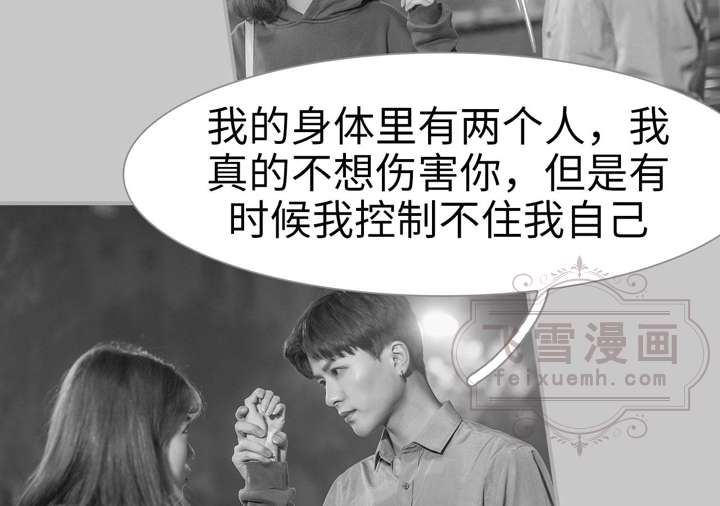 我的身体里有两个人，我
真的不想伤害你，但是有
时候我控制不住我自己
飞雪漫画
feixuemh.com